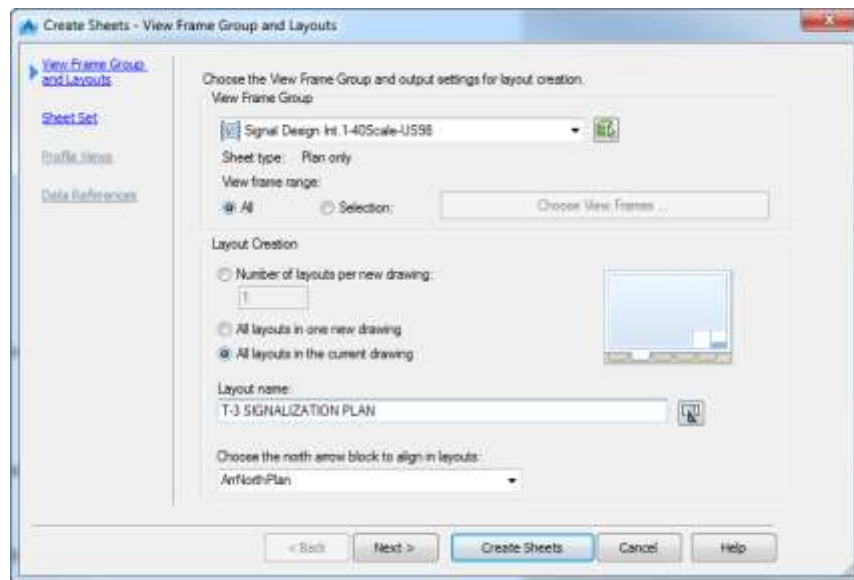 Create Sheets - View Frame Group and Layouts
View Frame Group
and Layouts
Sheet Set
Profile Views
Data References
Choose the View Frame Group and output settings for layout creation.
View Frame Group
Signal Design Int.1-40Scale-US98
Sheet type: Plan only
View frame range:
All
Selection:
Choose View Frames ...
Layout Creation
Number of layouts per new drawing:
1
All layouts in one new drawing
All layouts in the current drawing
Layout name:
T-3 SIGNALIZATION PLAN
Choose the north arrow block to align in layouts:
ArrNorthPlan
< Back
Next >
Create Sheets
Cancel
Help